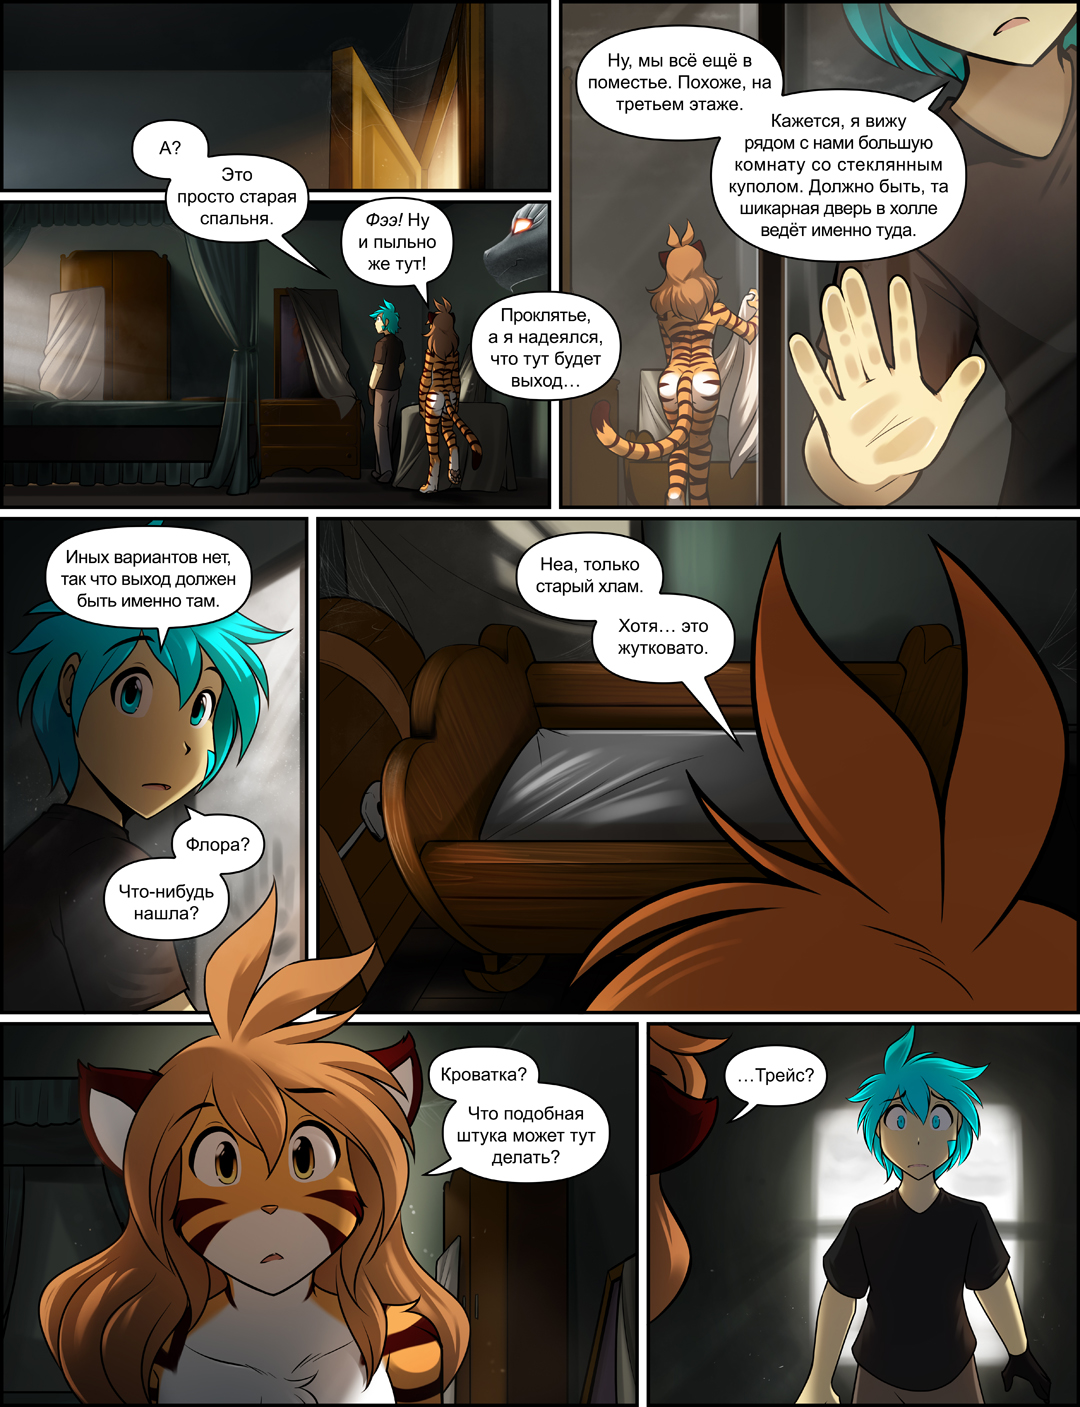 А?
Это
просто старая
спальня.
Фээ! Ну
и пыльно
же тут!
Проклятье,
а я надеялся,
что тут будет
выход...
Ну, мы всё ещё в
поместье. Похоже, на
третьем этаже.
Кажется, я вижу
рядом с нами большую
комнату со стеклянным
куполом. Должно быть, та
шикарная дверь в холле
ведёт именно туда.
Иных вариантов нет,
так что выход должен
быть именно там.
Флора?
Что-нибудь
нашла?
Неа, только
старый хлам.
Хотя... это
жутковато.
Кроватка?
Что подобная
штука может тут
делать?
...Трейс?